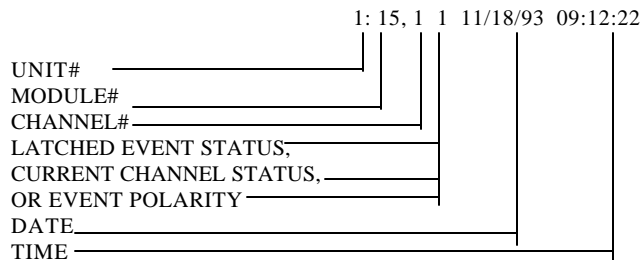 1: 15, 1 1 11/18/93 09:12:22
UNIT#
MODULE#
CHANNEL#
LATCHED EVENT STATUS,
CURRENT CHANNEL STATUS,
OR EVENT POLARITY
DATE
TIME